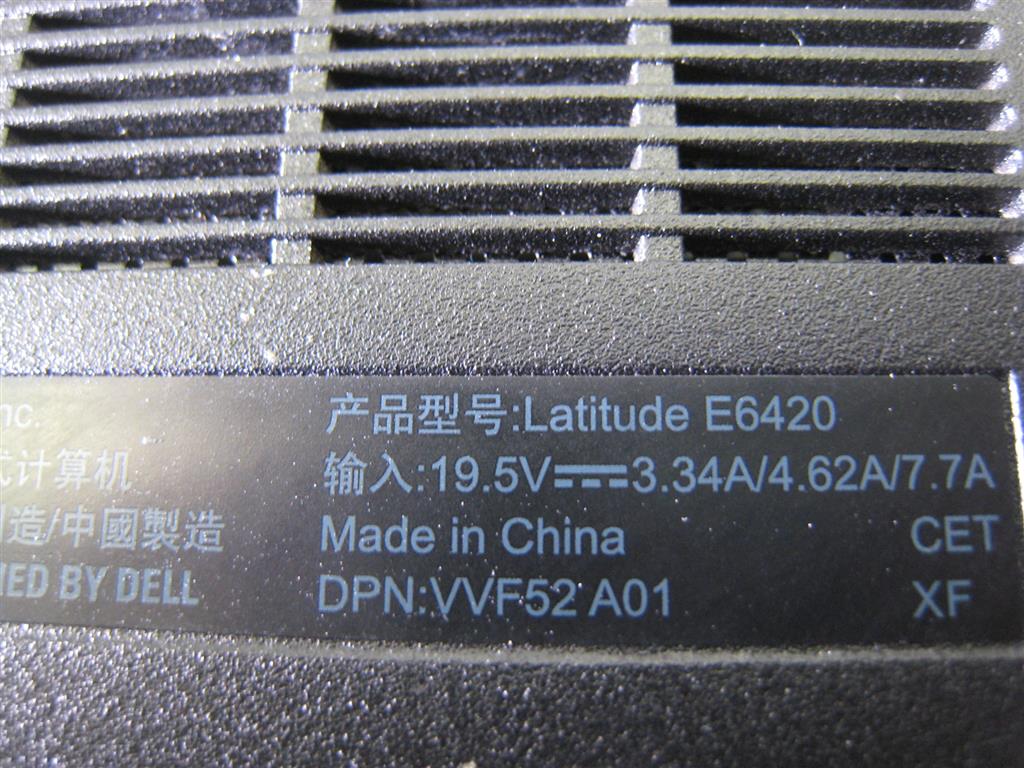 nc. 产品型号:Latitude E6420
式计算机 输入:19.5V⎓3.34A/4.62A/7.7A
制造/中國製造 Made in China CET
NED BY DELL DPN:VVF52 A01 XF